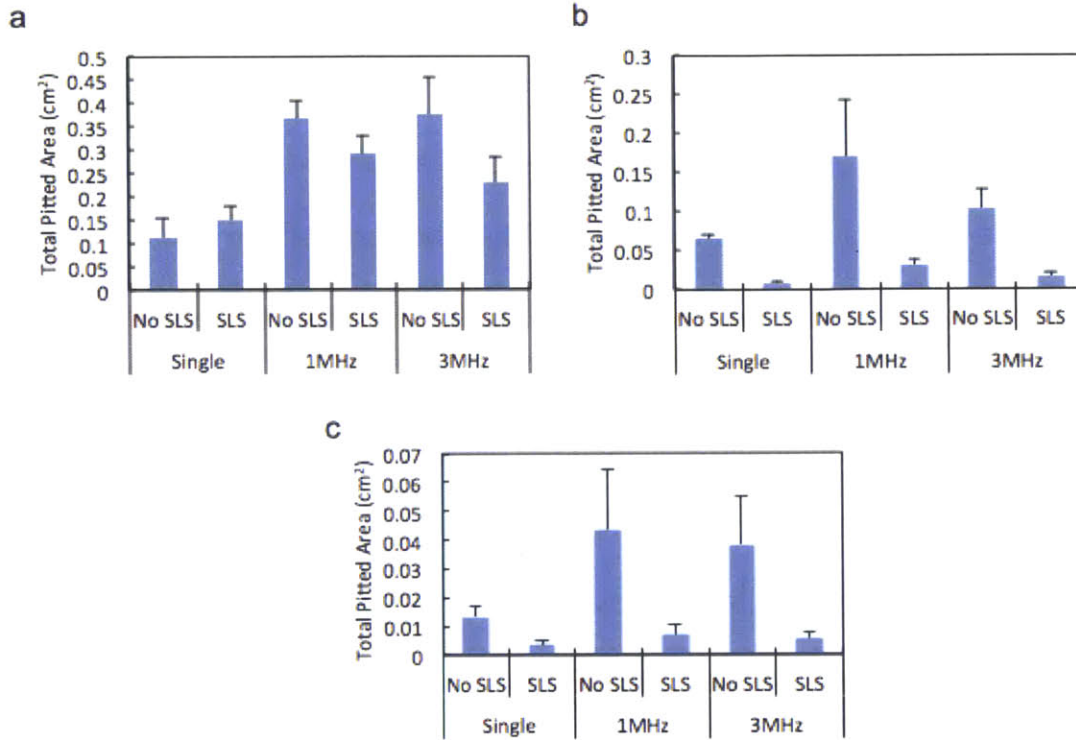 a
Total Pitted Area (cm²)
0.5
0.45
0.4
0.35
0.3
0.25
0.2
0.15
0.1
0.05
0
No SLS SLS No SLS SLS No SLS SLS
Single 1MHz 3MHz
b
Total Pitted Area (cm²)
0.3
0.25
0.2
0.15
0.1
0.05
0
No SLS SLS No SLS SLS No SLS SLS
Single 1MHz 3MHz
c
Total Pitted Area (cm²)
0.07
0.06
0.05
0.04
0.03
0.02
0.01
0
No SLS SLS No SLS SLS No SLS SLS
Single 1MHz 3MHz